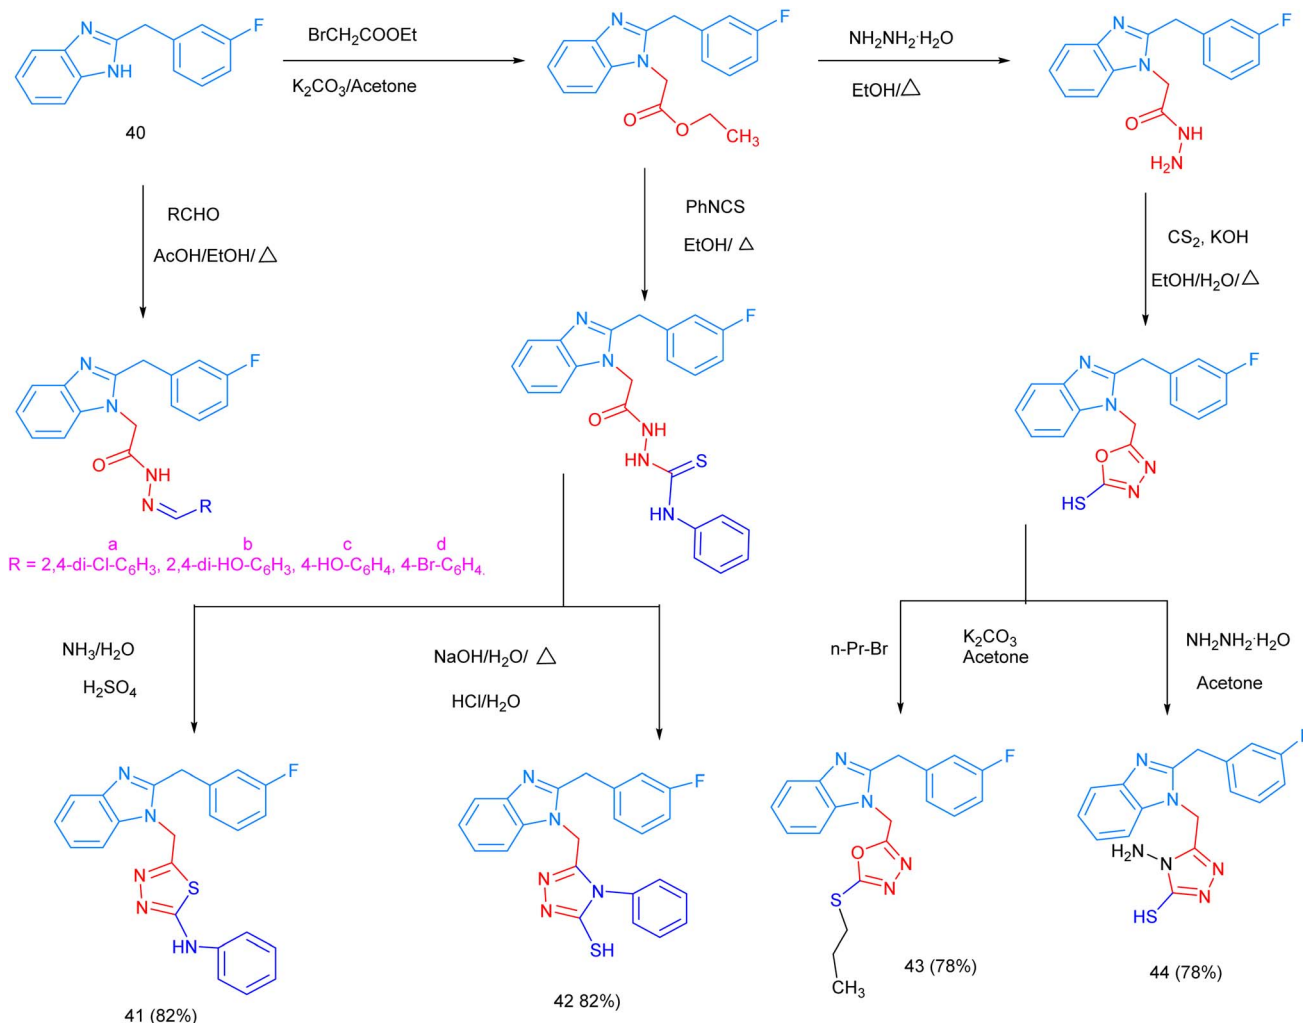 N
F
NH
40
BrCH₂COOEt
K₂CO₃/Acetone
N
F
N
O
O
CH₃
NH₂NH₂·H₂O
EtOH/△
N
F
N
O
NH
H₂N
RCHO
AcOH/EtOH/△
PhNCS
EtOH/ △
CS₂, KOH
EtOH/H₂O/△
N
F
N
O
NH
N
R
a b c d
R = 2,4-di-Cl-C₆H₃, 2,4-di-HO-C₆H₃, 4-HO-C₆H₄, 4-Br-C₆H₄.
N
F
N
O
NH
HN
S
HN
N
F
N
O
N
N
HS
NH₃/H₂O
H₂SO₄
NaOH/H₂O/ △
HCl/H₂O
n-Pr-Br
K₂CO₃
Acetone
NH₂NH₂·H₂O
Acetone
N
F
N
N
S
N
HN
41 (82%)
N
F
N
N
N
N
SH
42 82%)
N
F
N
O
N
N
S
CH₃
43 (78%)
N
F
N
H₂N
N
N
N
HS
44 (78%)